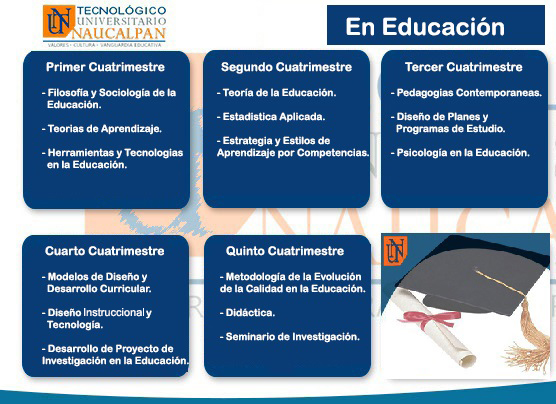 TECNOLÓGICO
UNIVERSITARIO
NAUCALPAN
VALORES · CULTURA · VANGUARDIA EDUCATIVA
En Educación
Primer Cuatrimestre
- Filosofía y Sociología de la
Educación.
- Teorias de Aprendizaje.
- Herramientas y Tecnologias
en la Educación.
Segundo Cuatrimestre
- Teoría de la Educación.
- Estadistica Aplicada.
- Estrategia y Estilos de
Aprendizaje por Competencias.
Tercer Cuatrimestre
- Pedagogias Contemporaneas.
- Diseño de Planes y
Programas de Estudio.
- Psicología en la Educación.
Cuarto Cuatrimestre
- Modelos de Diseño y
Desarrollo Curricular.
- Diseño Instruccional y
Tecnología.
- Desarrollo de Proyecto de
Investigación en la Educación.
Quinto Cuatrimestre
- Metodología de la Evolución
de la Calidad en la Educación.
- Didáctica.
- Seminario de Investigación.